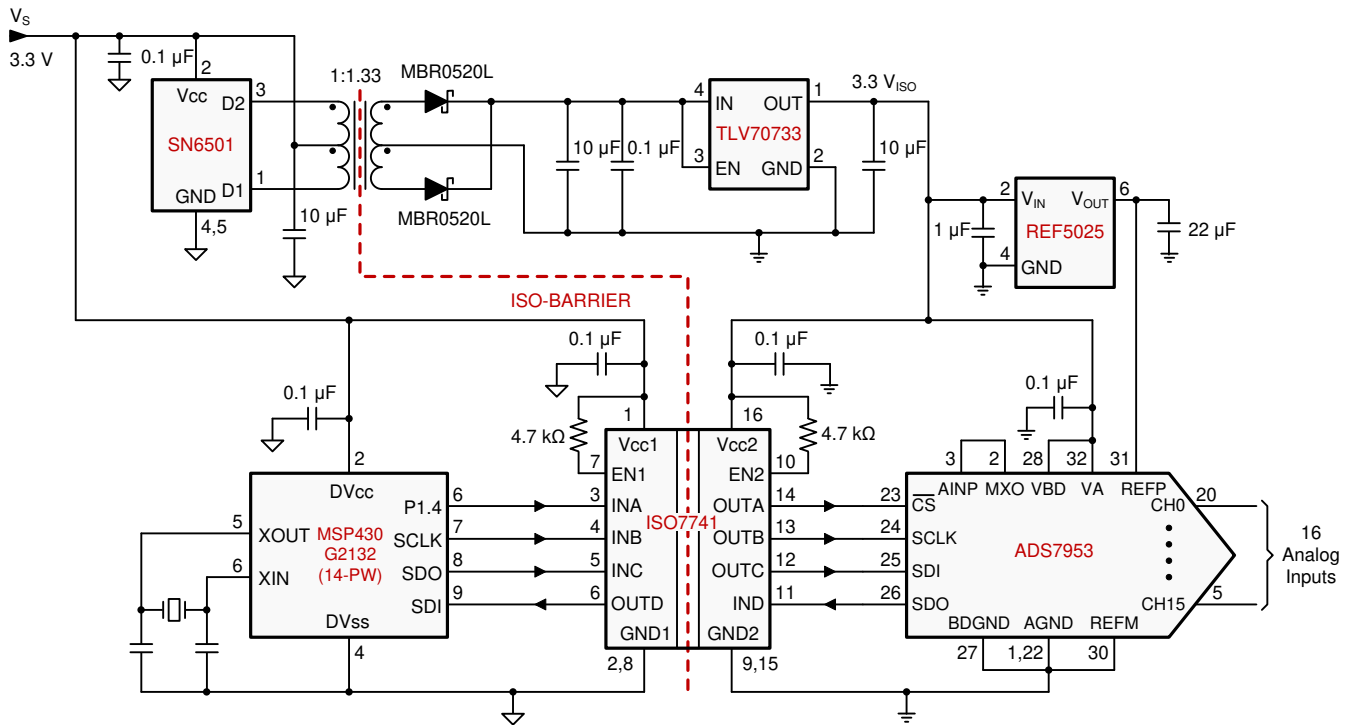 VS
3.3 V
0.1 µF
2
Vcc
D2
3
SN6501
D1
1
GND
4,5
10 µF
1:1.33
MBR0520L
MBR0520L
10 µF
0.1 µF
4
IN
OUT
1
TLV70733
3
EN
GND
2
3.3 VISO
10 µF
2
VIN
VOUT
6
REF5025
1 µF
4
GND
22 µF
ISO-BARRIER
0.1 µF
0.1 µF
0.1 µF
0.1 µF
4.7 kΩ
4.7 kΩ
1
Vcc1
7
EN1
3
INA
4
INB
5
INC
6
OUTD
GND1
2,8
ISO7741
16
Vcc2
EN2
10
OUTA
14
OUTB
13
OUTC
12
IND
11
GND2
9,15
2
DVcc
5
XOUT
6
XIN
MSP430
G2132
(14-PW)
P1.4
6
SCLK
7
SDO
8
SDI
9
DVss
4
3
2
28
32
31
AINP
MXO
VBD
VA
REFP
23
CS
24
SCLK
25
SDI
26
SDO
ADS7953
CH0
20
CH15
5
BDGND
AGND
REFM
27
1,22
30
16
Analog
Inputs